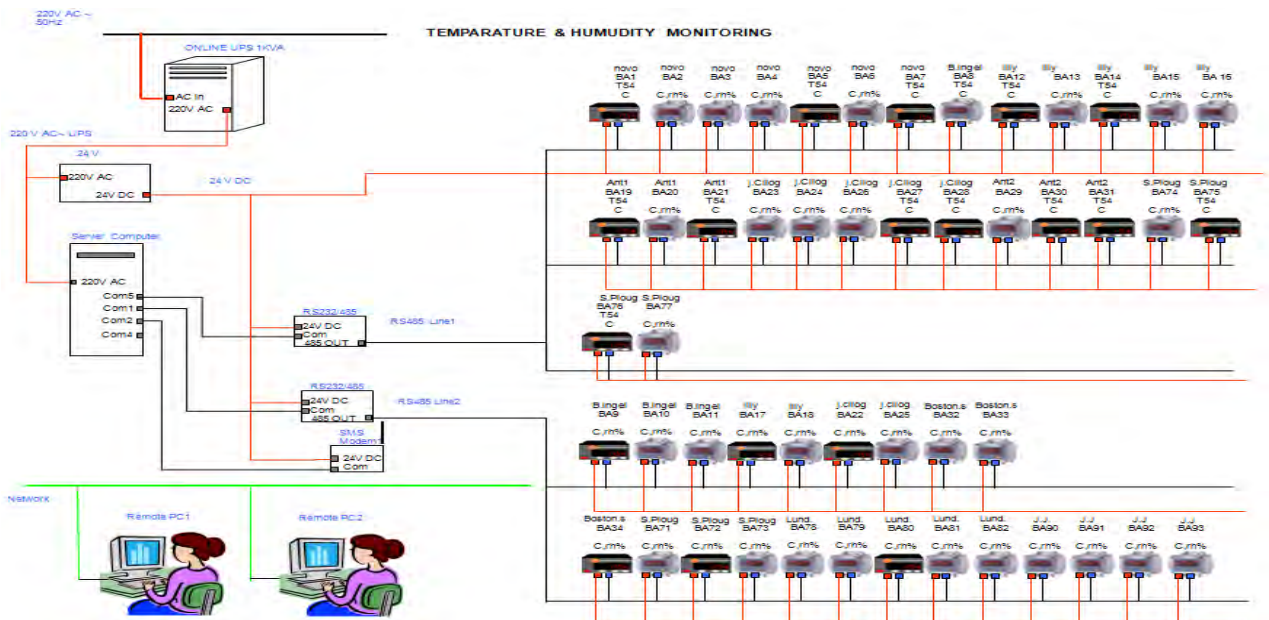 220V AC ~
50Hz
TEMPARATURE & HUMUDITY MONITORING
ONLINE UPS 1KVA
AC In
220V AC
220 V AC~ UPS
24 V
220V AC
24V DC
24 V DC
Server Computer
220V AC
Com5
Com1
Com2
Com4
RS232/485
24V DC
Com
485 OUT
RS485 Line1
RS232/485
24V DC
Com
485 OUT
RS485 Line2
SMS
Modem1
24V DC
Com
Network
Remote PC1
Remote PC2
novo novo novo novo novo novo novo B.ingel lilly lilly lilly lilly lilly
BA1 BA2 BA3 BA4 BA5 BA6 BA7 BA8 BA12 BA13 BA14 BA15 BA 16
T54 T54 T54 T54 T54 T54
C C,rh% C,rh% C,rh% C C,rh% C C C C,rh% C C,rh% C,rh%
Ant1 Ant1 Ant1 j.Cilog j.Cilog j.Cilog j.Cilog j.Cilog Ant2 Ant2 Ant2 S.Ploug S.Ploug
BA19 BA20 BA21 BA23 BA24 BA26 BA27 BA28 BA29 BA30 BA31 BA74 BA75
T54 T54 T54 T54 T54 T54 T54
C C,rh% C C,rh% C,rh% C,rh% C C C,rh% C C C,rh% C
S.Ploug S.Ploug
BA76 BA77
T54
C C,rh%
B.ingel B.ingel B.ingel lilly lilly j.cilog j.cilog Boston.s Boston.s
BA9 BA10 BA11 BA17 BA18 BA22 BA25 BA32 BA33
C,rh% C,rh% C,rh% C,rh% C,rh% C,rh% C,rh% C,rh% C,rh%
Boston.s S.Ploug S.Ploug S.Ploug Lund. Lund. Lund. Lund. Lund. J.J J.J J.J J.J
BA34 BA71 BA72 BA73 BA78 BA79 BA80 BA81 BA82 BA90 BA91 BA92 BA93
C,rh% C,rh% C,rh% C,rh% C,rh% C,rh% C,rh% C,rh% C,rh% C,rh% C,rh% C,rh% C,rh%